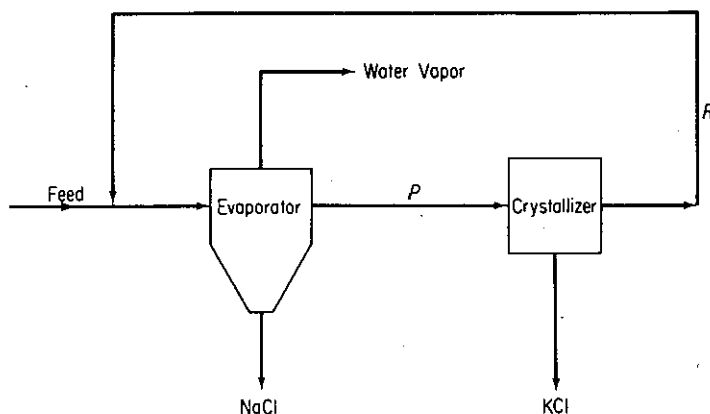 Water Vapor
R
Feed
Evaporator
P
Crystallizer
NaCl
KCl